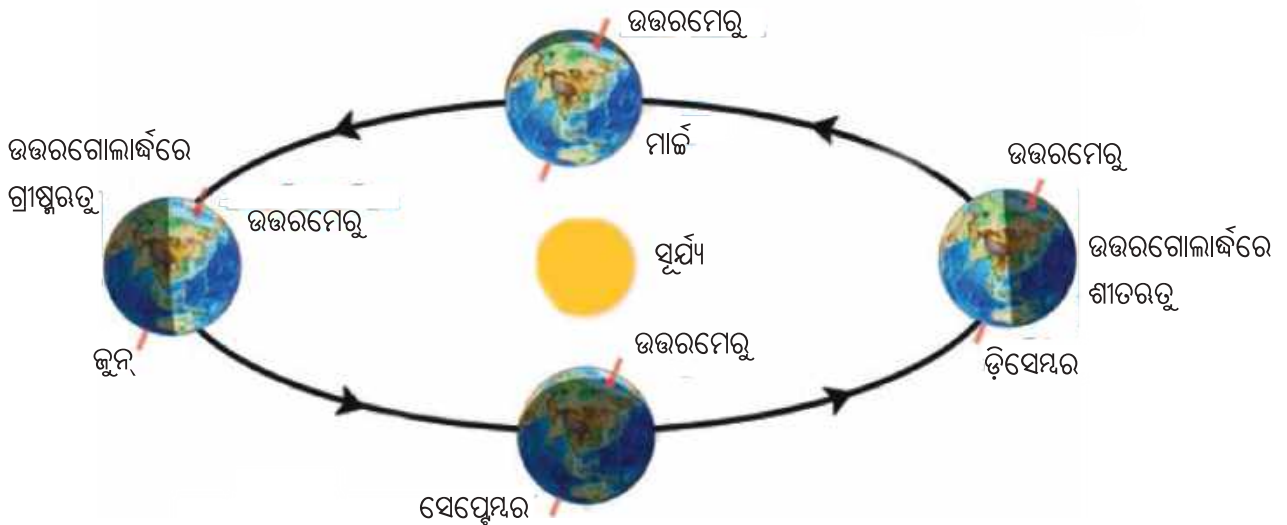 ଉତ୍ତରମେରୁ
ମାର୍ଚ୍ଚ
ଉତ୍ତରଗୋଲାର୍ଦ୍ଧରେ
ଗ୍ରୀଷ୍ମଋତୁ
ଉତ୍ତରମେରୁ
ଜୁନ୍
ସୂର୍ଯ୍ୟ
ଉତ୍ତରମେରୁ
ଉତ୍ତରଗୋଲାର୍ଦ୍ଧରେ
ଶୀତଋତୁ
ଡ଼ିସେମ୍ବର
ଉତ୍ତରମେରୁ
ସେପ୍ଟେମ୍ବର